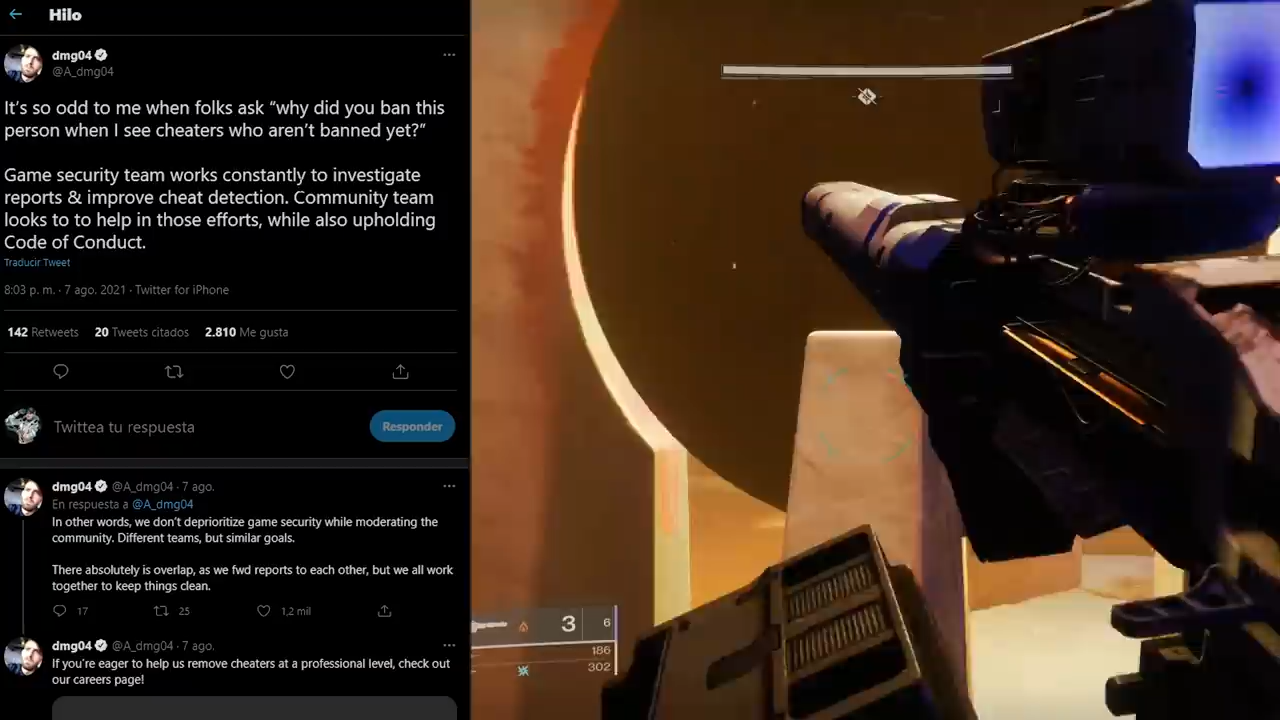 Hilo
dmg04
@A_dmg04
It’s so odd to me when folks ask “why did you ban this
person when I see cheaters who aren’t banned yet?”
Game security team works constantly to investigate
reports & improve cheat detection. Community team
looks to to help in those efforts, while also upholding
Code of Conduct.
Traducir Tweet
8:03 p. m. · 7 ago. 2021 · Twitter for iPhone
142 Retweets 20 Tweets citados 2.810 Me gusta
Twittea tu respuesta
Responder
dmg04 @A_dmg04 · 7 ago.
En respuesta a @A_dmg04
In other words, we don’t deprioritize game security while moderating the
community. Different teams, but similar goals.
There absolutely is overlap, as we fwd reports to each other, but we all work
together to keep things clean.
17 25 1,2 mil
dmg04 @A_dmg04 · 7 ago.
If you’re eager to help us remove cheaters at a professional level, check out
our careers page!
3 6
186
302